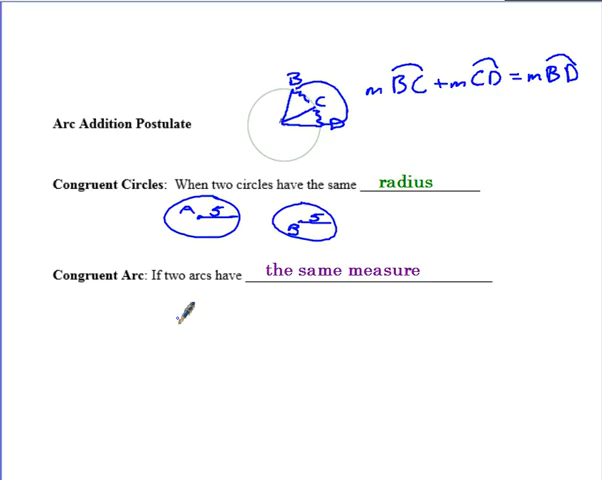 m BC + m CD = m BD
B
C
D
Arc Addition Postulate
Congruent Circles: When two circles have the same radius
A 5
B 5
Congruent Arc: If two arcs have the same measure